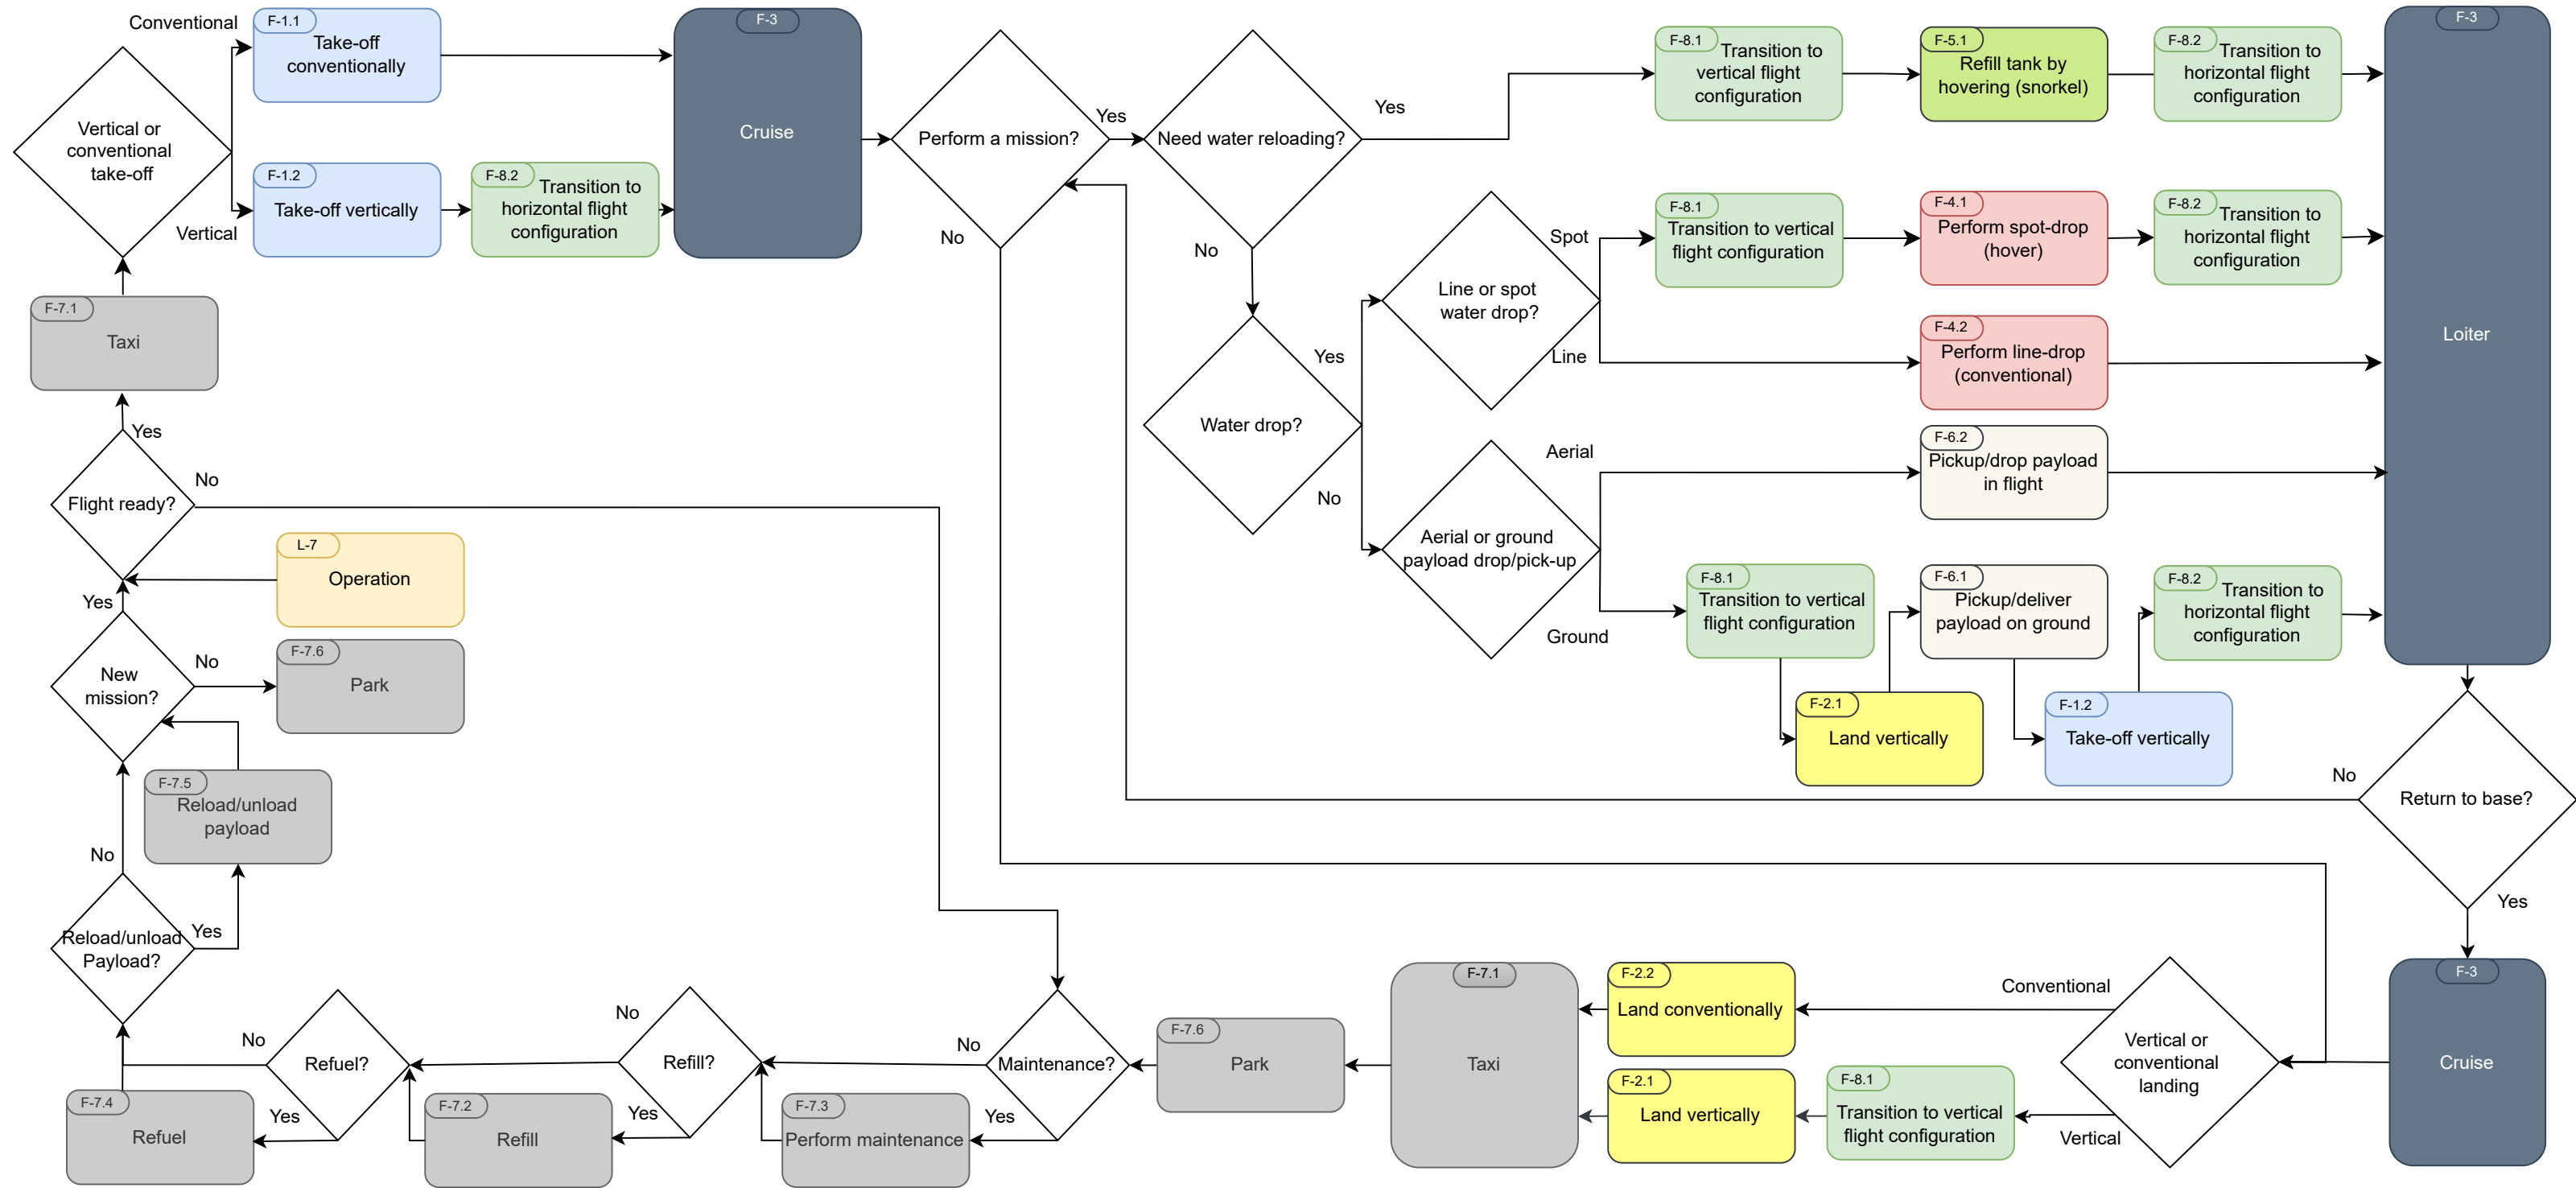 Conventional
F-1.1
Take-off
conventionally
F-3
Cruise
Vertical or
conventional
take-off
F-1.2
Take-off vertically
Vertical
F-8.2
Transition to
horizontal flight
configuration
Perform a mission?
Yes
No
Need water reloading?
Yes
No
F-8.1
Transition to
vertical flight
configuration
F-5.1
Refill tank by
hovering (snorkel)
F-8.2
Transition to
horizontal flight
configuration
F-3
Loiter
Line or spot
water drop?
Spot
Line
F-8.1
Transition to vertical
flight configuration
F-4.1
Perform spot-drop
(hover)
F-8.2
Transition to
horizontal flight
configuration
F-4.2
Perform line-drop
(conventional)
Water drop?
Yes
No
Aerial or ground
payload drop/pick-up
Aerial
Ground
F-6.2
Pickup/drop payload
in flight
F-8.1
Transition to vertical
flight configuration
F-6.1
Pickup/deliver
payload on ground
F-8.2
Transition to
horizontal flight
configuration
F-2.1
Land vertically
F-1.2
Take-off vertically
No
Return to base?
Yes
F-7.1
Taxi
Yes
Flight ready?
No
L-7
Operation
Yes
New
mission?
No
F-7.6
Park
F-7.5
Reload/unload
payload
No
Reload/unload
Payload?
Yes
F-3
Cruise
Vertical or
conventional
landing
Conventional
Vertical
F-2.2
Land conventionally
F-8.1
Transition to vertical
flight configuration
F-2.1
Land vertically
F-7.1
Taxi
F-7.6
Park
Maintenance?
No
Yes
F-7.3
Perform maintenance
Refill?
No
Yes
F-7.2
Refill
Refuel?
No
Yes
F-7.4
Refuel